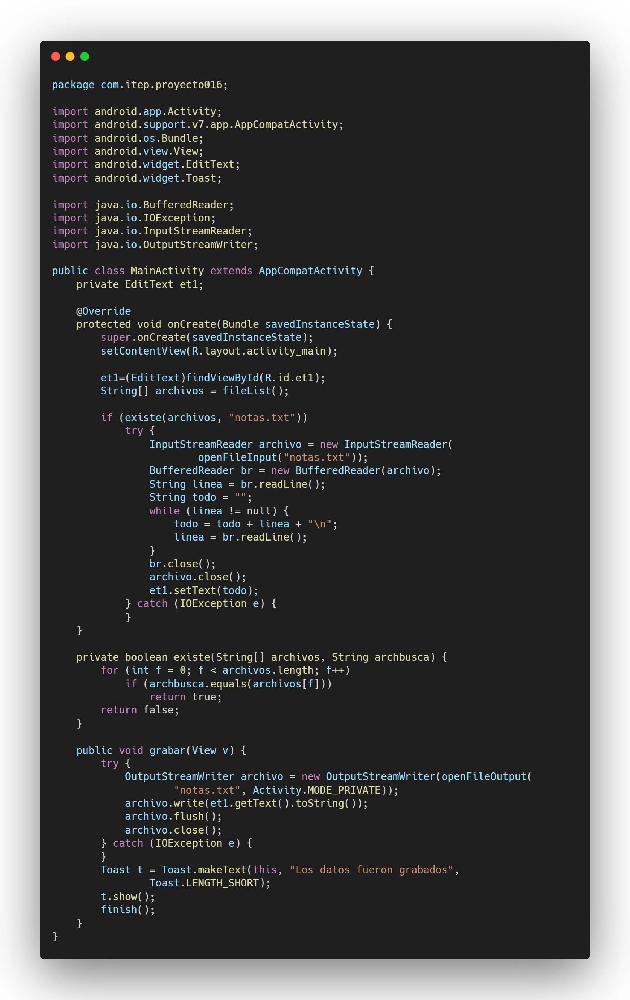 package com.itep.proyecto016;

import android.app.Activity;
import android.support.v7.app.AppCompatActivity;
import android.os.Bundle;
import android.view.View;
import android.widget.EditText;
import android.widget.Toast;

import java.io.BufferedReader;
import java.io.IOException;
import java.io.InputStreamReader;
import java.io.OutputStreamWriter;

public class MainActivity extends AppCompatActivity {
    private EditText et1;

    @Override
    protected void onCreate(Bundle savedInstanceState) {
        super.onCreate(savedInstanceState);
        setContentView(R.layout.activity_main);

        et1=(EditText)findViewById(R.id.et1);
        String[] archivos = fileList();

        if (existe(archivos, "notas.txt"))
            try {
                InputStreamReader archivo = new InputStreamReader(
                        openFileInput("notas.txt"));
                BufferedReader br = new BufferedReader(archivo);
                String linea = br.readLine();
                String todo = "";
                while (linea != null) {
                    todo = todo + linea + "\n";
                    linea = br.readLine();
                }
                br.close();
                archivo.close();
                et1.setText(todo);
            } catch (IOException e) {
            }
    }

    private boolean existe(String[] archivos, String archbusca) {
        for (int f = 0; f < archivos.length; f++)
            if (archbusca.equals(archivos[f]))
                return true;
        return false;
    }

    public void grabar(View v) {
        try {
            OutputStreamWriter archivo = new OutputStreamWriter(openFileOutput(
                    "notas.txt", Activity.MODE_PRIVATE));
            archivo.write(et1.getText().toString());
            archivo.flush();
            archivo.close();
        } catch (IOException e) {
        }
        Toast t = Toast.makeText(this, "Los datos fueron grabados",
                Toast.LENGTH_SHORT);
        t.show();
        finish();
    }
}